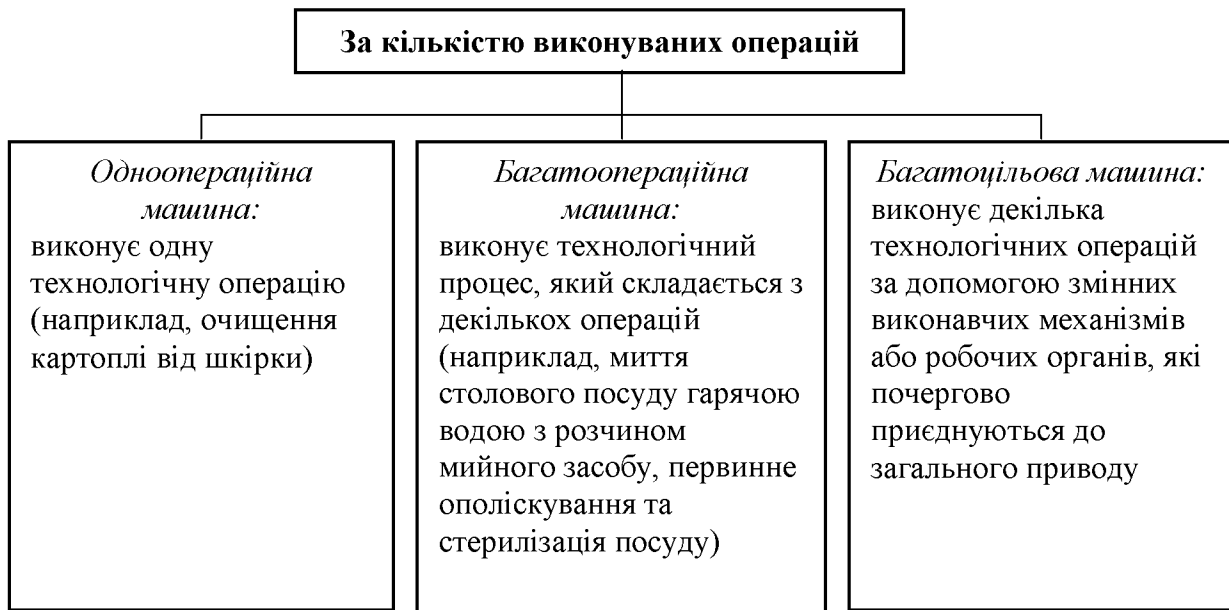 За кількістю виконуваних операцій
Одноопераційна
машина:
виконує одну
технологічну операцію
(наприклад, очищення
картоплі від шкірки)
Багатоопераційна
машина:
виконує технологічний
процес, який складається з
декількох операцій
(наприклад, миття
столового посуду гарячою
водою з розчином
мийного засобу, первинне
ополіскування та
стерилізація посуду)
Багатоцільова машина:
виконує декілька
технологічних операцій
за допомогою змінних
виконавчих механізмів
або робочих органів, які
почергово
приєднуються до
загального приводу